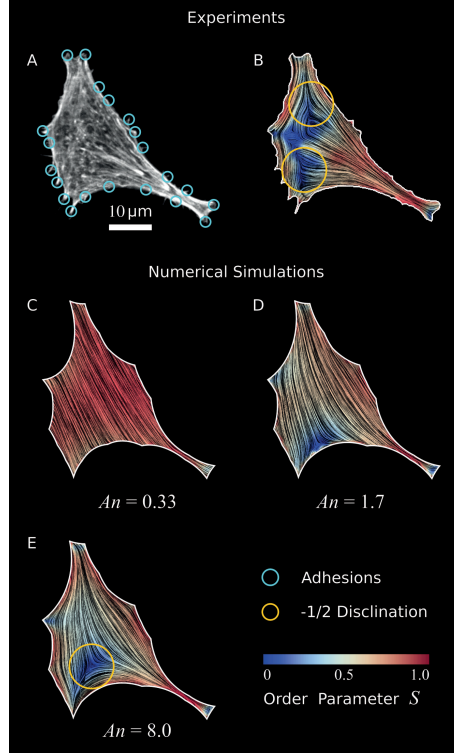 Experiments
A
B
10 μm
Numerical Simulations
C
D
An = 0.33
An = 1.7
E
Adhesions
-1/2 Disclination
0 0.5 1.0
Order Parameter S
An = 8.0